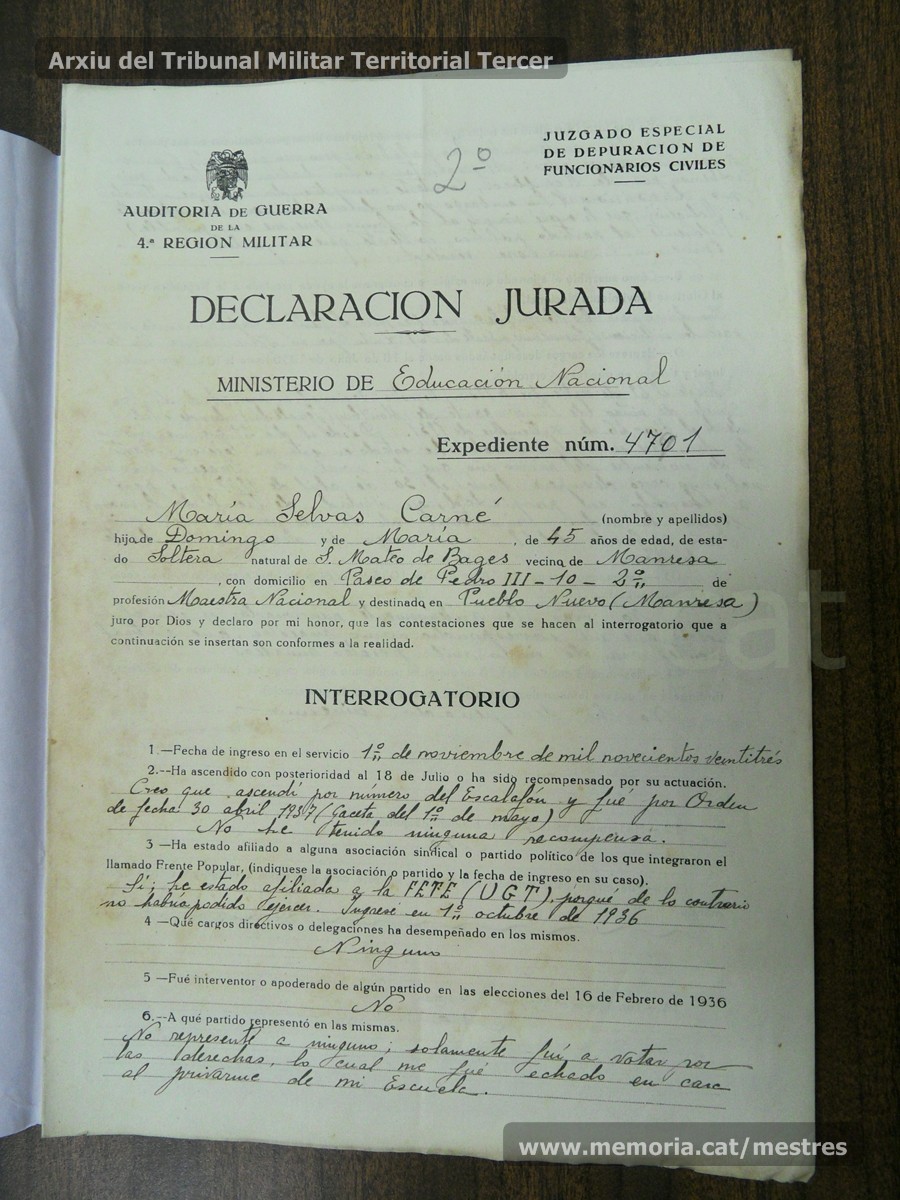 Arxiu del Tribunal Militar Territorial Tercer
2º
JUZGADO ESPECIAL
DE DEPURACION DE
FUNCIONARIOS CIVILES
AUDITORIA DE GUERRA
DE LA
4.ª REGION MILITAR
DECLARACION JURADA
MINISTERIO DE Educación Nacional
Expediente núm. 4701
María Selvas Carné (nombre y apellidos)
hija de Domingo y de María, de 45 años de edad, de esta-
do Soltera natural de S. Mateo de Bages vecina de Manresa
, con domicilio en Paseo de Pedro III-10-2º de
profesión Maestra Nacional y destinada en Pueblo Nuevo (Manresa)
juro por Dios y declaro por mi honor, que las contestaciones que se hacen al interrogatorio que a
continuación se insertan son conformes a la realidad.
INTERROGATORIO
1.—Fecha de ingreso en el servicio 1º de noviembre de mil novecientos veintitrés
2.--Ha ascendido con posterioridad al 18 de Julio o ha sido recompensado por su actuación.
Creo que ascendí por número del Escalafón y fué por Orden
de fecha 30 abril 1937 (Gaceta del 1º de mayo)
No he tenido ninguna recompensa.
3 —Ha estado afiliado a alguna asociación sindical o partido político de los que integraron el
llamado Frente Popular, (indíquese la asociación o partido y la fecha de ingreso en su caso).
Sí; he estado afiliada a la FETE (UGT), porqué de lo contrario
no habría podido ejercer. Ingresé en 1º octubre de 1936
4 —Qué cargos directivos o delegaciones ha desempeñado en los mismos.
Ninguno
5 —Fué interventor o apoderado de algún partido en las elecciones del 16 de Febrero de 1936
No
6.--A qué partido representó en las mismas.
No representé a ninguno; solamente fuí a votar por
las derechas, lo cual me fué echado en cara
al privarme de mi Escuela.
cat
www.memoria.cat/mestres